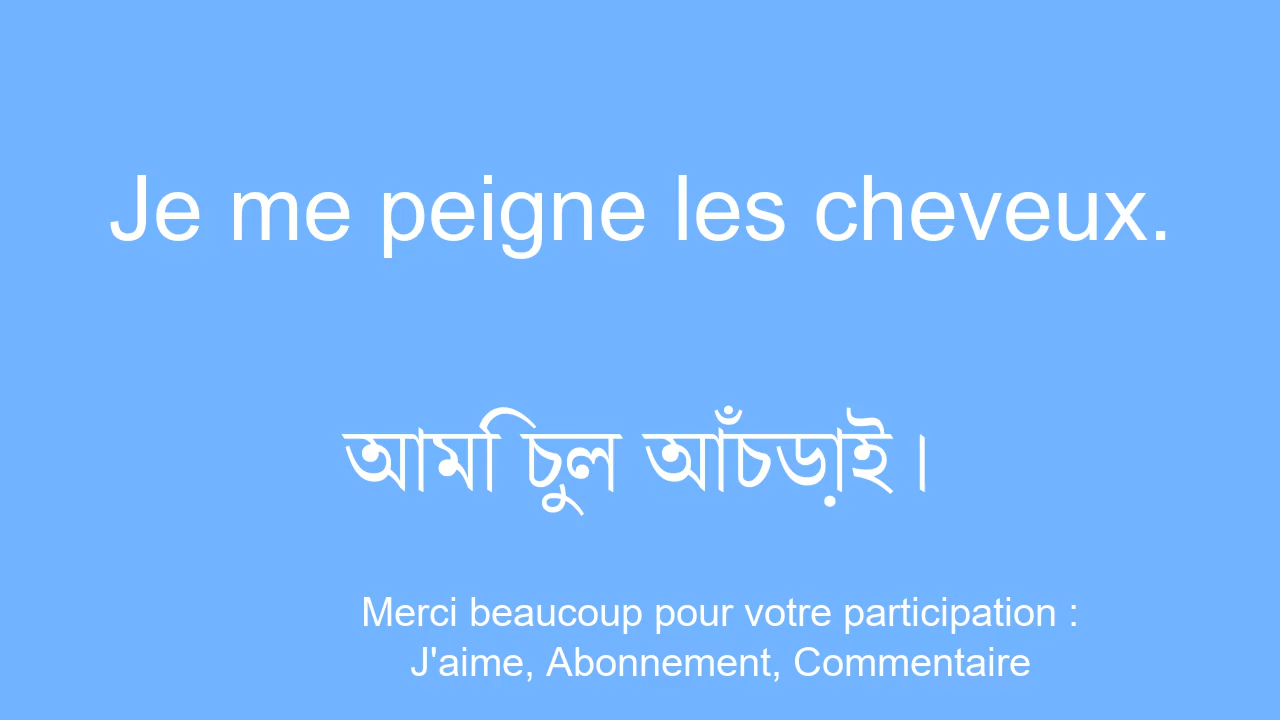 Je me peigne les cheveux.
আমি চুল আঁচড়াই।
Merci beaucoup pour votre participation :
J'aime, Abonnement, Commentaire